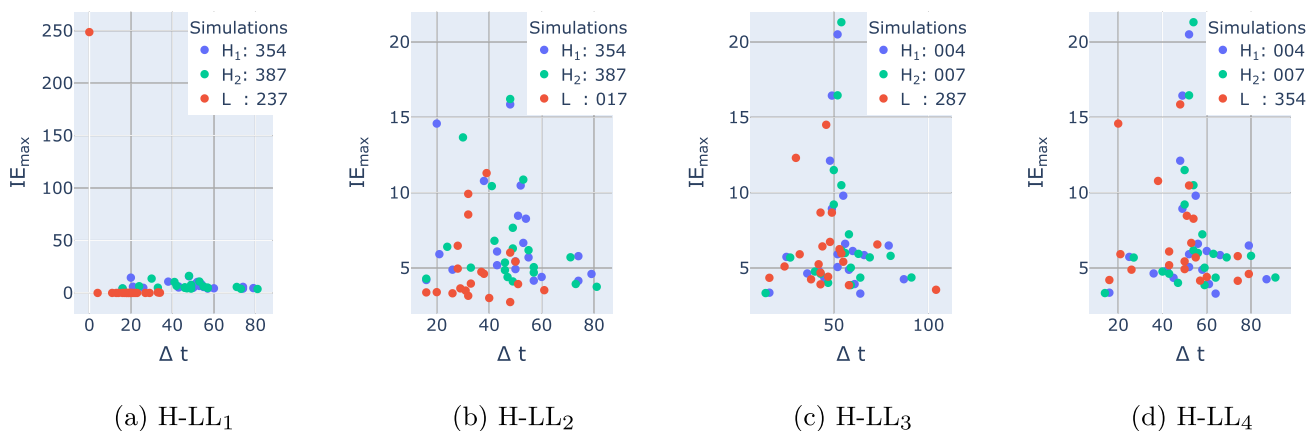 Simulations
H₁: 354
H₂: 387
L : 237
IEmax
250
200
150
100
50
0
0 20 40 60 80
Δ t
(a) H-LL₁
Simulations
H₁: 354
H₂: 387
L : 017
IEmax
20
15
10
5
20 40 60 80
Δ t
(b) H-LL₂
Simulations
H₁: 004
H₂: 007
L : 287
IEmax
20
15
10
5
50 100
Δ t
(c) H-LL₃
Simulations
H₁: 004
H₂: 007
L : 354
IEmax
20
15
10
5
20 40 60 80
Δ t
(d) H-LL₄